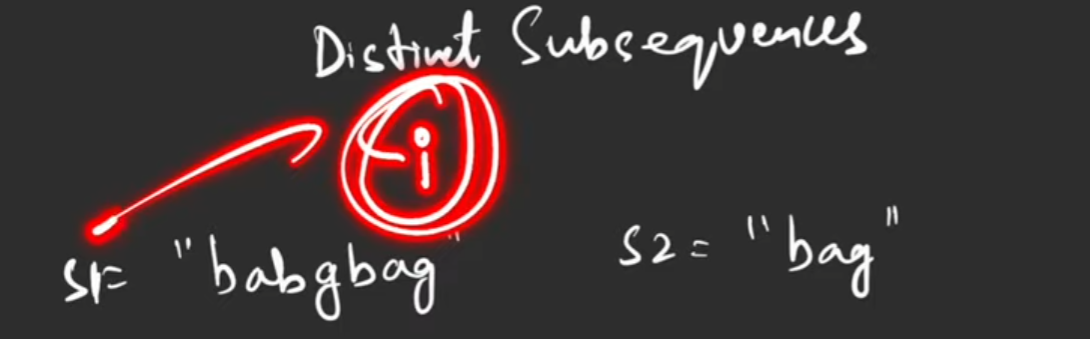 Distinct Subsequences
i
S1= "babgbag" S2= "bag"